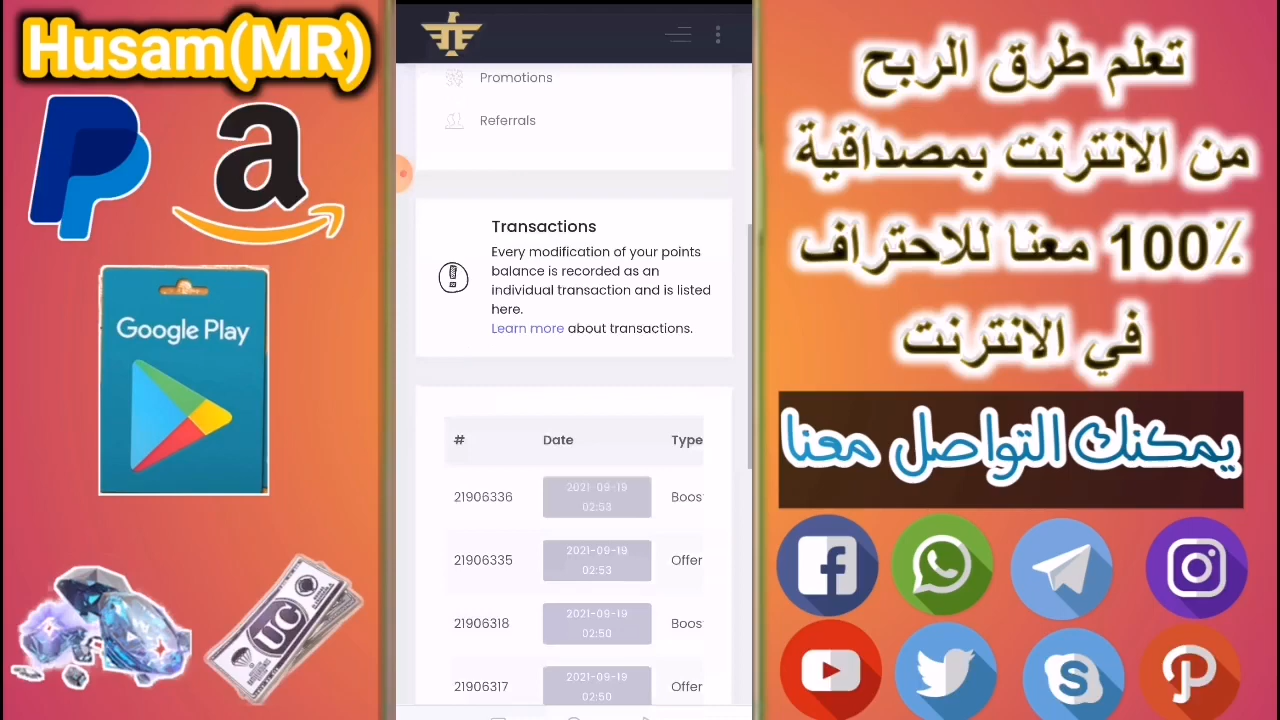 Husam(MR)
Google Play
UC
Promotions
Referrals
Transactions
Every modification of your points
balance is recorded as an
individual transaction and is listed
here.
Learn more about transactions.
# Date Type
21906336 2021-09-19 02:53 Boos
21906335 2021-09-19 02:53 Offer
21906318 2021-09-19 02:50 Boos
21906317 2021-09-19 02:50 Offer
تعلم طرق الربح
من الانترنت بمصداقية
100٪ معنا للاحتراف
في الانترنت
يمكنك التواصل معنا